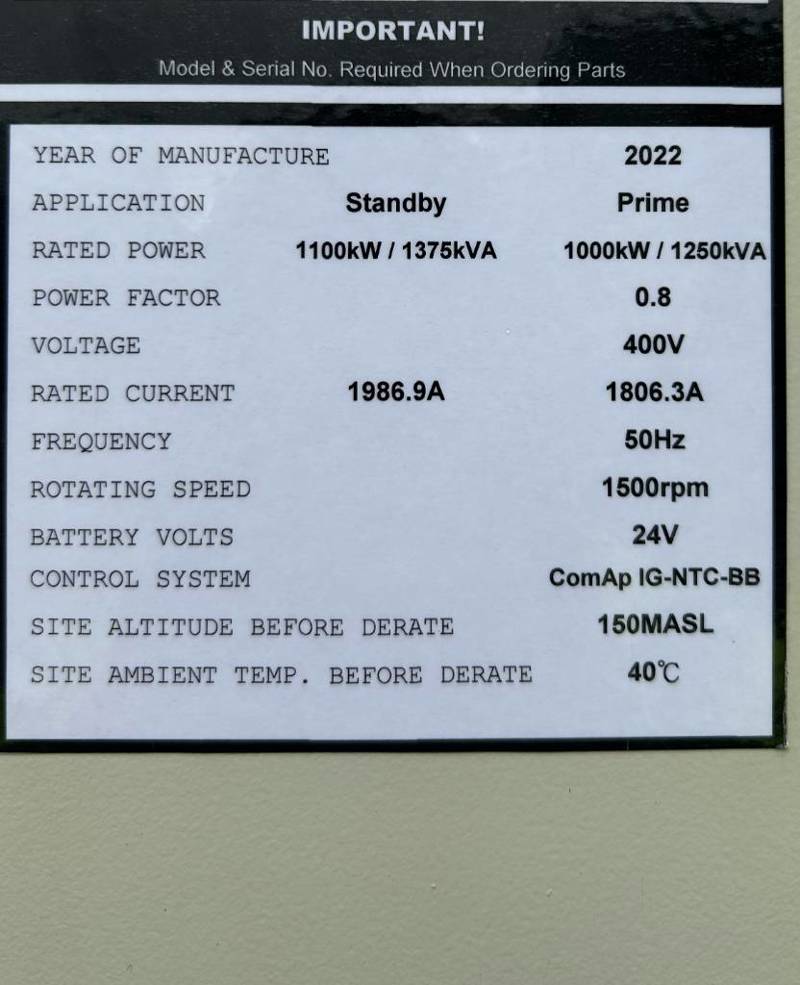 IMPORTANT!
Model & Serial No. Required When Ordering Parts
YEAR OF MANUFACTURE 2022
APPLICATION Standby Prime
RATED POWER 1100kW / 1375kVA 1000kW / 1250kVA
POWER FACTOR 0.8
VOLTAGE 400V
RATED CURRENT 1986.9A 1806.3A
FREQUENCY 50Hz
ROTATING SPEED 1500rpm
BATTERY VOLTS 24V
CONTROL SYSTEM ComAp IG-NTC-BB
SITE ALTITUDE BEFORE DERATE 150MASL
SITE AMBIENT TEMP. BEFORE DERATE 40℃